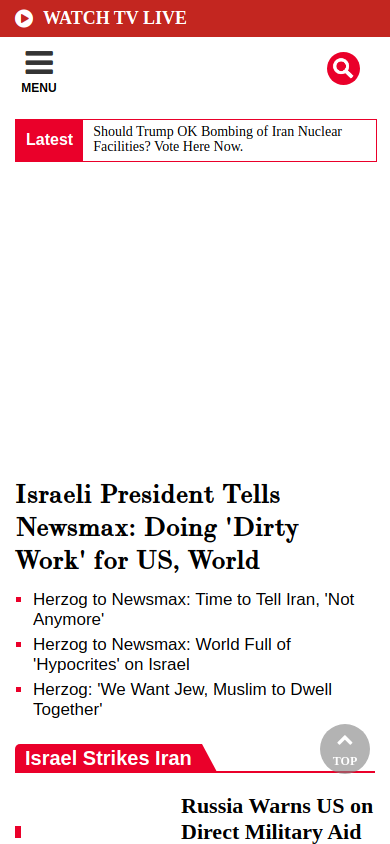 WATCH TV LIVE
MENU
Latest
Should Trump OK Bombing of Iran Nuclear
Facilities? Vote Here Now.
Israeli President Tells
Newsmax: Doing 'Dirty
Work' for US, World
Herzog to Newsmax: Time to Tell Iran, 'Not
Anymore'
Herzog to Newsmax: World Full of
'Hypocrites' on Israel
Herzog: 'We Want Jew, Muslim to Dwell
Together'
TOP
Israel Strikes Iran
Russia Warns US on
Direct Military Aid